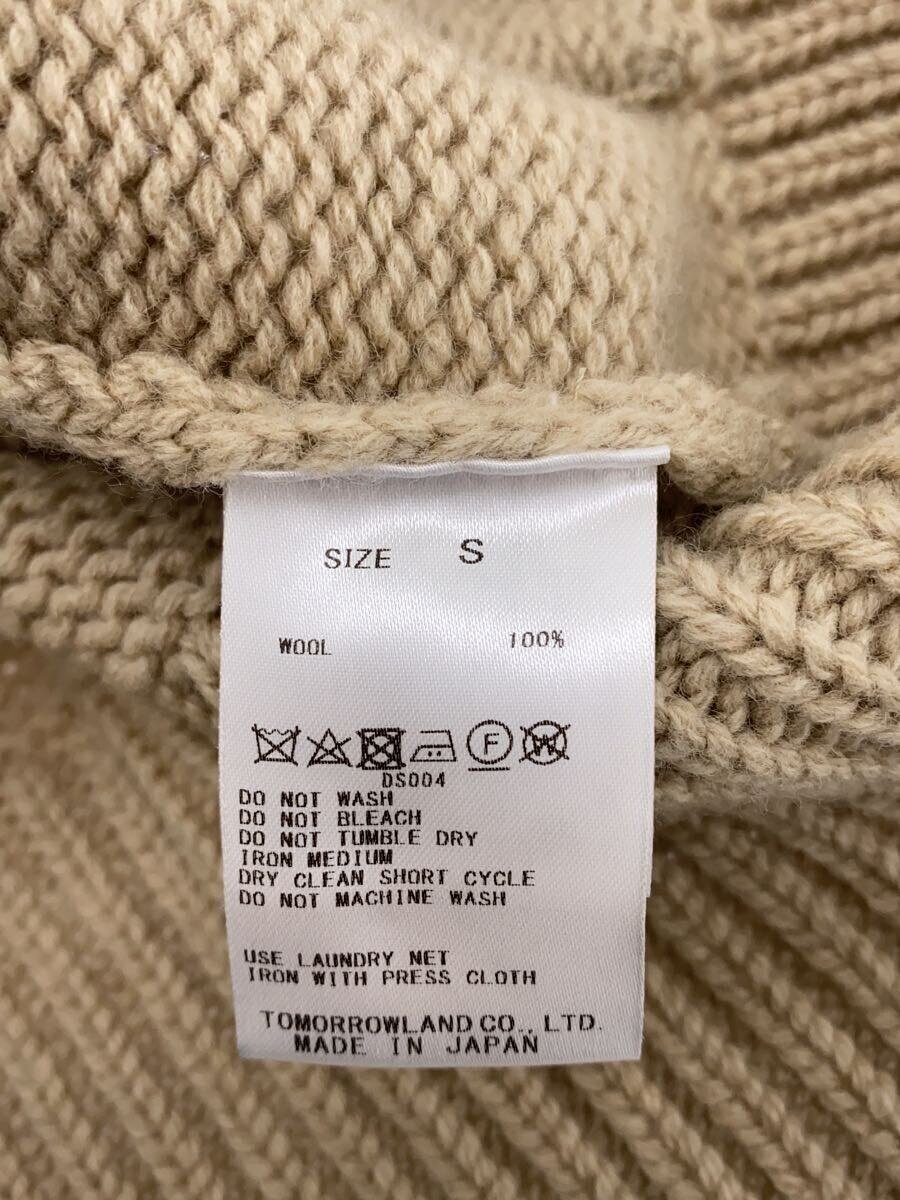 SIZE S
WOOL 100%
F W
DS004
DO NOT WASH
DO NOT BLEACH
DO NOT TUMBLE DRY
IRON MEDIUM
DRY CLEAN SHORT CYCLE
DO NOT MACHINE WASH
USE LAUNDRY NET
IRON WITH PRESS CLOTH
TOMORROWLAND CO., LTD.
MADE IN JAPAN